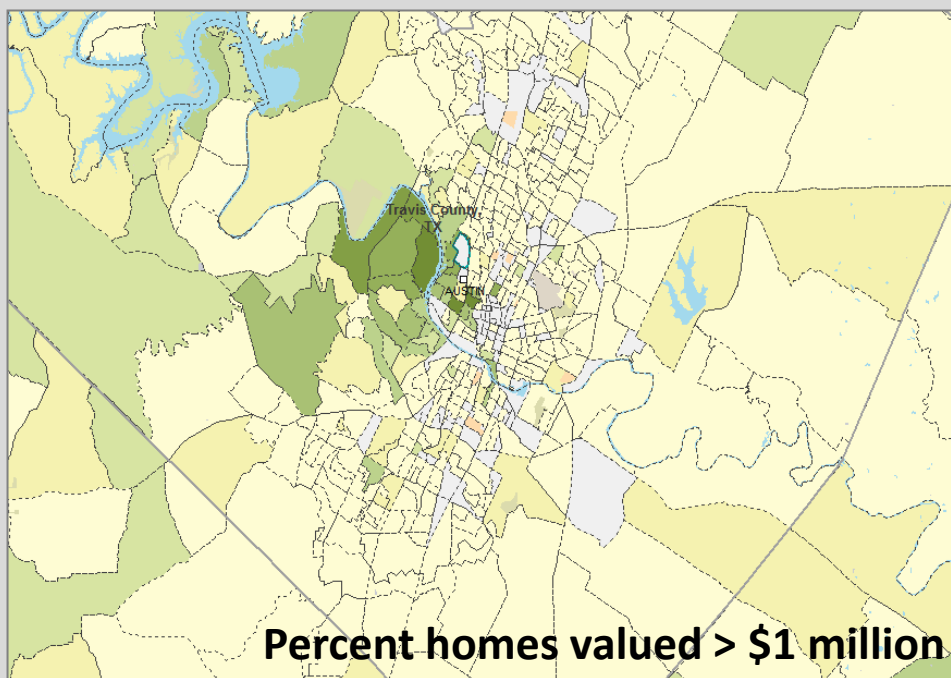 Travis County,
TX
AUSTIN
Percent homes valued > $1 million